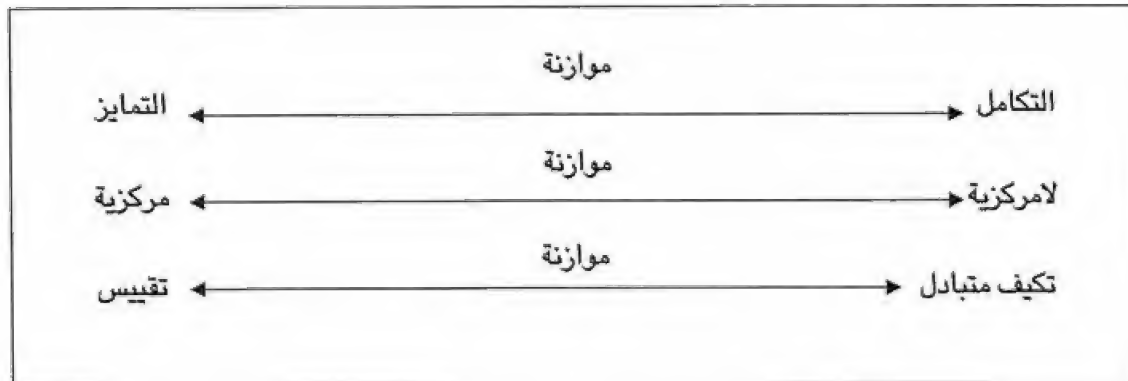 موازنة
التكامل التمايز
موازنة
لامركزية مركزية
موازنة
تكيف متبادل تقييس